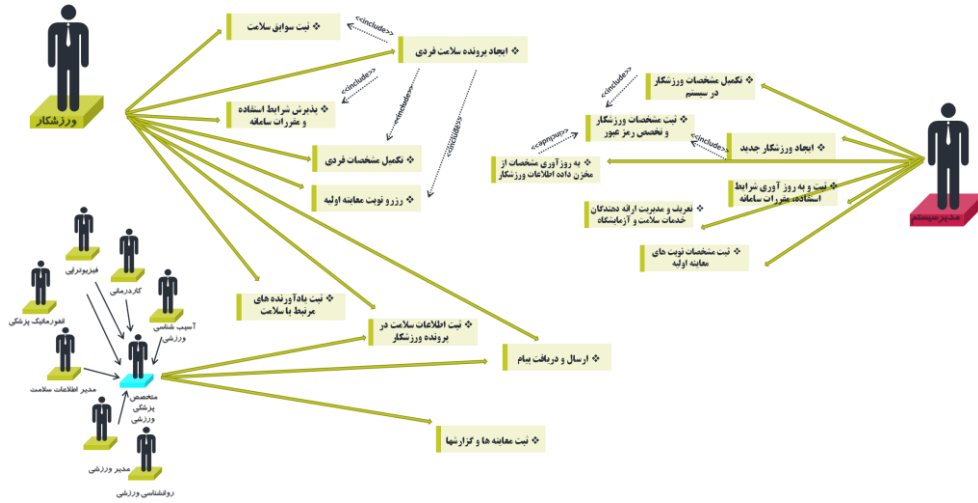 ورزشکار
❖ ثبت سوابق سلامت
<<include>>
❖ ایجاد پرونده سلامت فردی
<<include>>
<<include>>
<<include>>
❖ پذیرش شرایط استفاده
و مقررات سامانه
❖ تکمیل مشخصات فردی
❖ رزرو نوبت معاینه اولیه
❖ تکمیل مشخصات ورزشکار
در سیستم
<<include>>
❖ ثبت مشخصات ورزشکار
و تخصص رمز عبور
<<include>>
<<include>>
❖ ایجاد ورزشکار جدید
❖ به روزآوری مشخصات از
مخزن داده اطلاعات ورزشکار
❖ ثبت و به روز آوری شرایط
استفاده، مقررات سامانه
❖ تعریف و مدیریت ارائه دهندگان
خدمات سلامت و آزمایشگاه
❖ ثبت مشخصات نوبت های
معاینه اولیه
مدیرسیستم
فیزیوتراپی
کاردرمانی
انفورماتیک پزشکی
آسیب شناسی
ورزشی
مدیر اطلاعات سلامت
متخصص
پزشکی
ورزشی
مدیر ورزشی
روانشناسی ورزشی
❖ ثبت یادآورنده های
مرتبط با سلامت
❖ ثبت اطلاعات سلامت در
پرونده ورزشکار
❖ ارسال و دریافت پیام
❖ ثبت معاینه ها و گزارشها